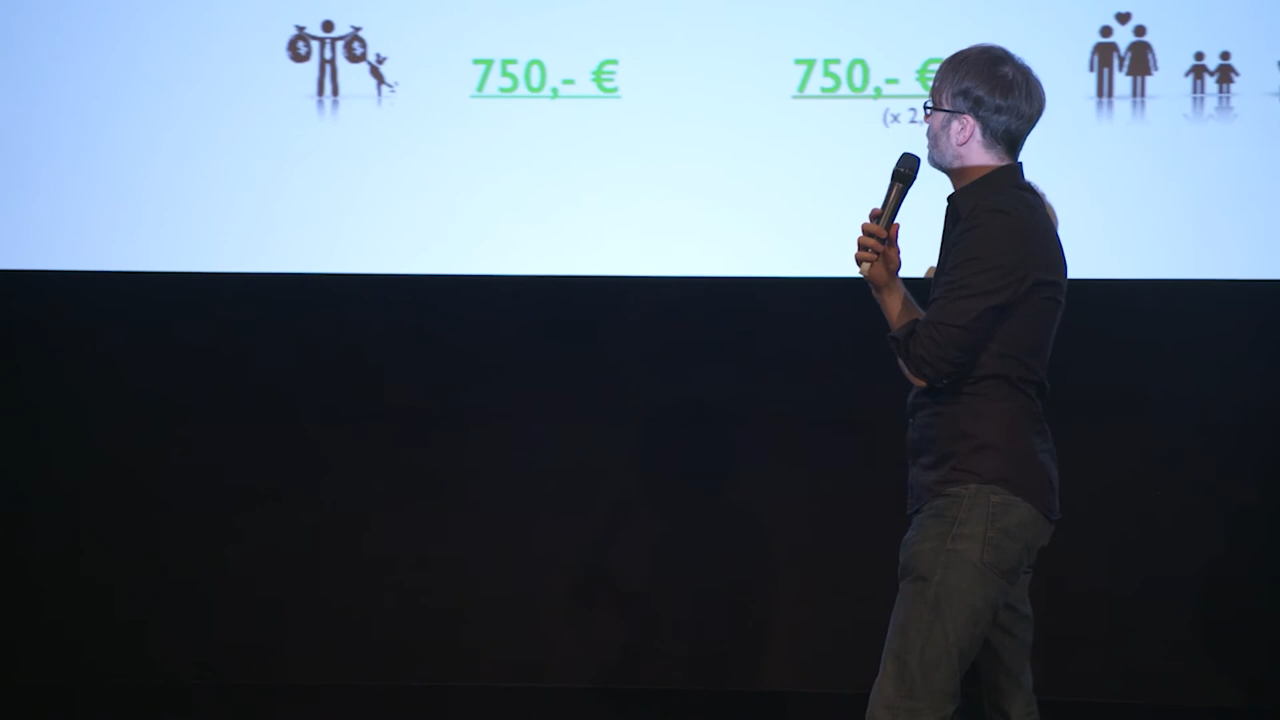 750,- € 750,- €
(x 2,